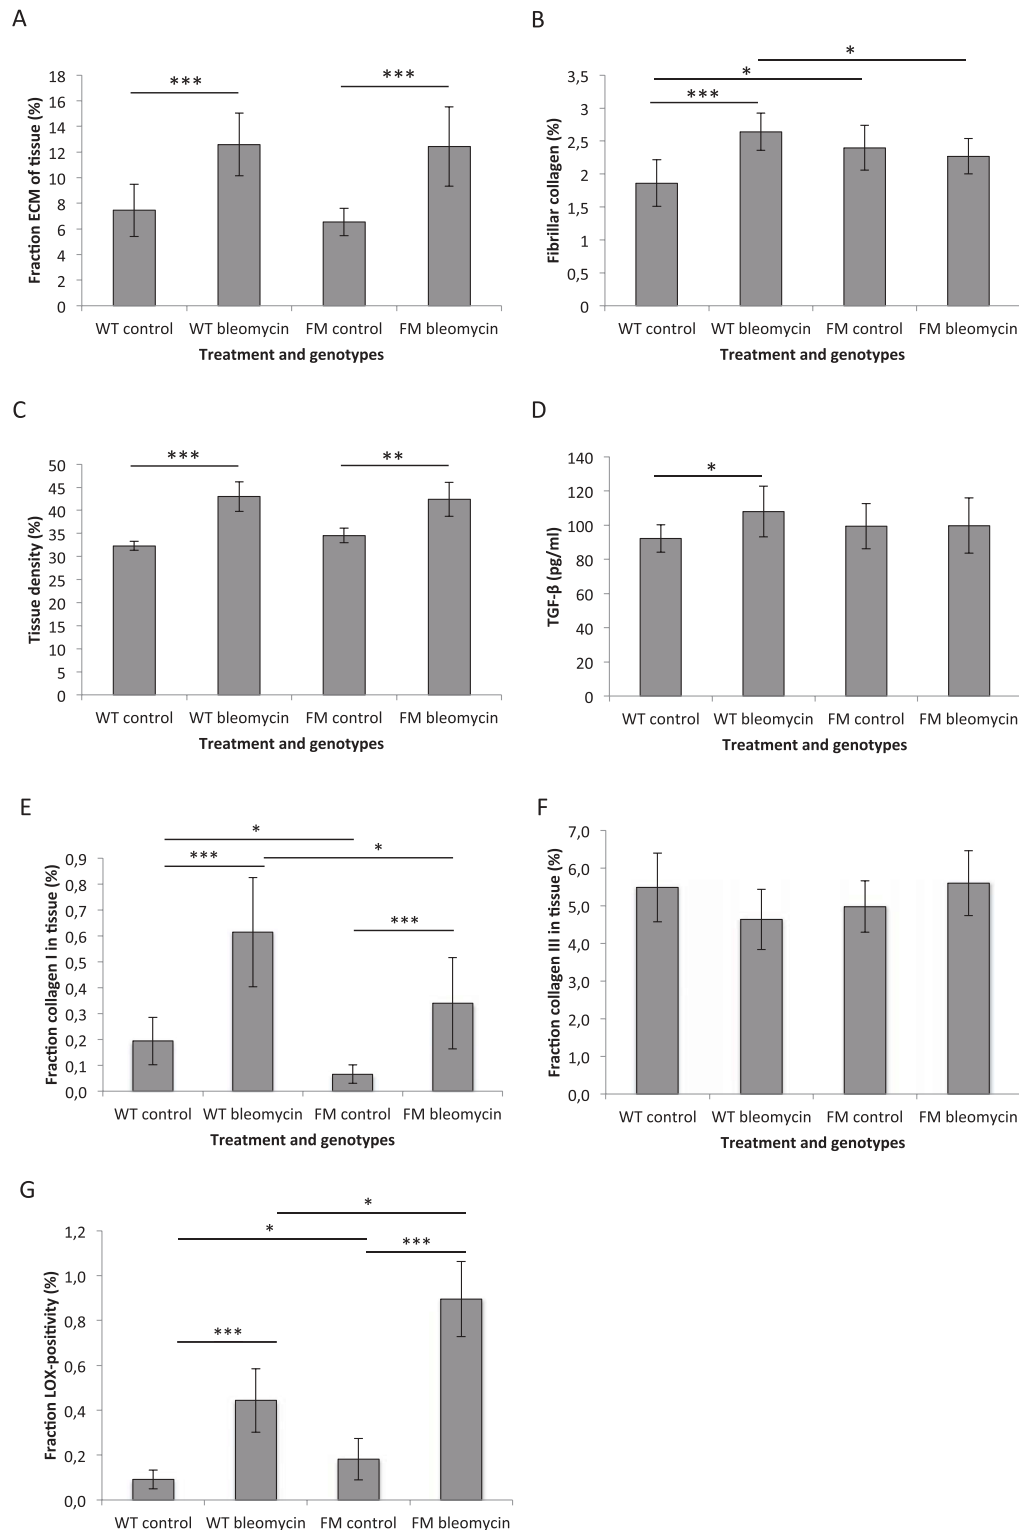 A
***
***
18
16
14
12
10
8
6
4
2
0
Fraction ECM of tissue (%)
WT control WT bleomycin FM control FM bleomycin
Treatment and genotypes
B
*
*
***
3,5
3
2,5
2
1,5
1
0,5
0
Fibrillar collagen (%)
WT control WT bleomycin FM control FM bleomycin
Treatment and genotypes
C
***
**
50
45
40
35
30
25
20
15
10
5
0
Tissue density (%)
WT control WT bleomycin FM control FM bleomycin
Treatment and genotypes
D
*
140
120
100
80
60
40
20
0
TGF-β (pg/ml)
WT control WT bleomycin FM control FM bleomycin
Treatment and genotypes
E
*
***
*
***
0,9
0,8
0,7
0,6
0,5
0,4
0,3
0,2
0,1
0,0
Fraction collagen I in tissue (%)
WT control WT bleomycin FM control FM bleomycin
Treatment and genotypes
F
7,0
6,0
5,0
4,0
3,0
2,0
1,0
0,0
Fraction collagen III in tissue (%)
WT control WT bleomycin FM control FM bleomycin
Treatment and genotypes
G
*
*
***
***
1,2
1,0
0,8
0,6
0,4
0,2
0,0
Fraction LOX-positivity (%)
WT control WT bleomycin FM control FM bleomycin